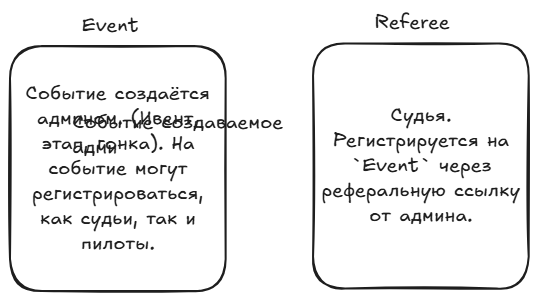 Event
Referee
Событие создаётся
админом. (Ивент,
этап, гонка). На
событие могут
регистрироваться,
как судьи, так и
пилоты.
Событие создаваемое
адми
Судья.
Регистрируется на
`Event` через
реферальную ссылку
от админа.